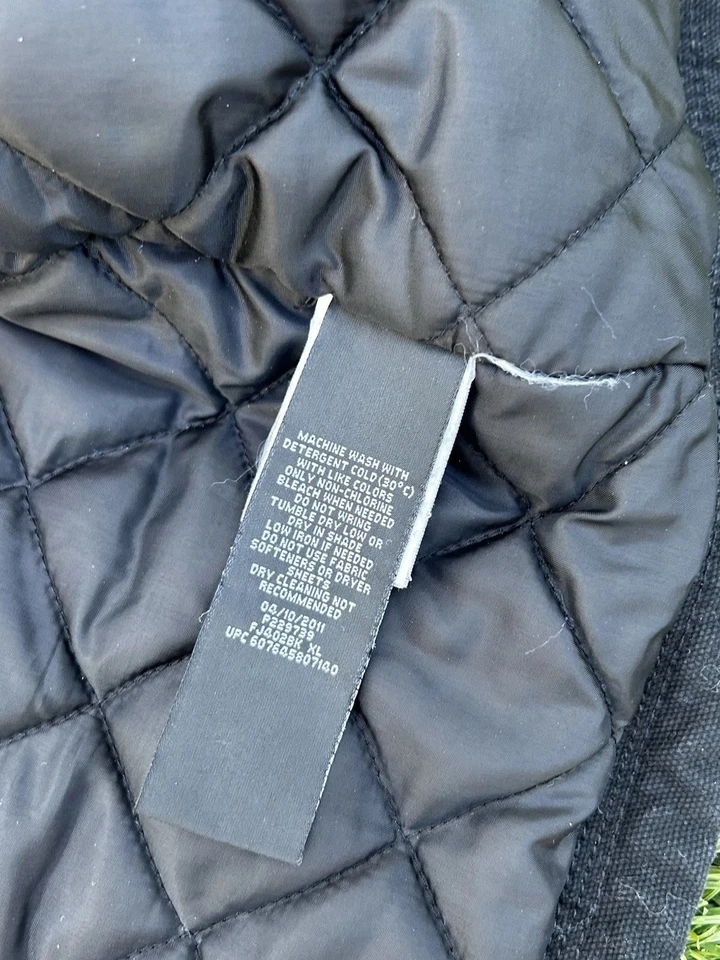 MACHINE WASH WITH
DETERGENT COLD (30°C)
WITH LIKE COLORS
ONLY NON-CHLORINE
BLEACH WHEN NEEDED
DO NOT WRING
TUMBLE DRY LOW OR
DRY IN SHADE
LOW IRON IF NEEDED
DO NOT USE FABRIC
SOFTENERS OR DRYER
SHEETS
DRY CLEANING NOT
RECOMMENDED
04/10/2011
P229739
FJ402BK XL
UPC 607645807140